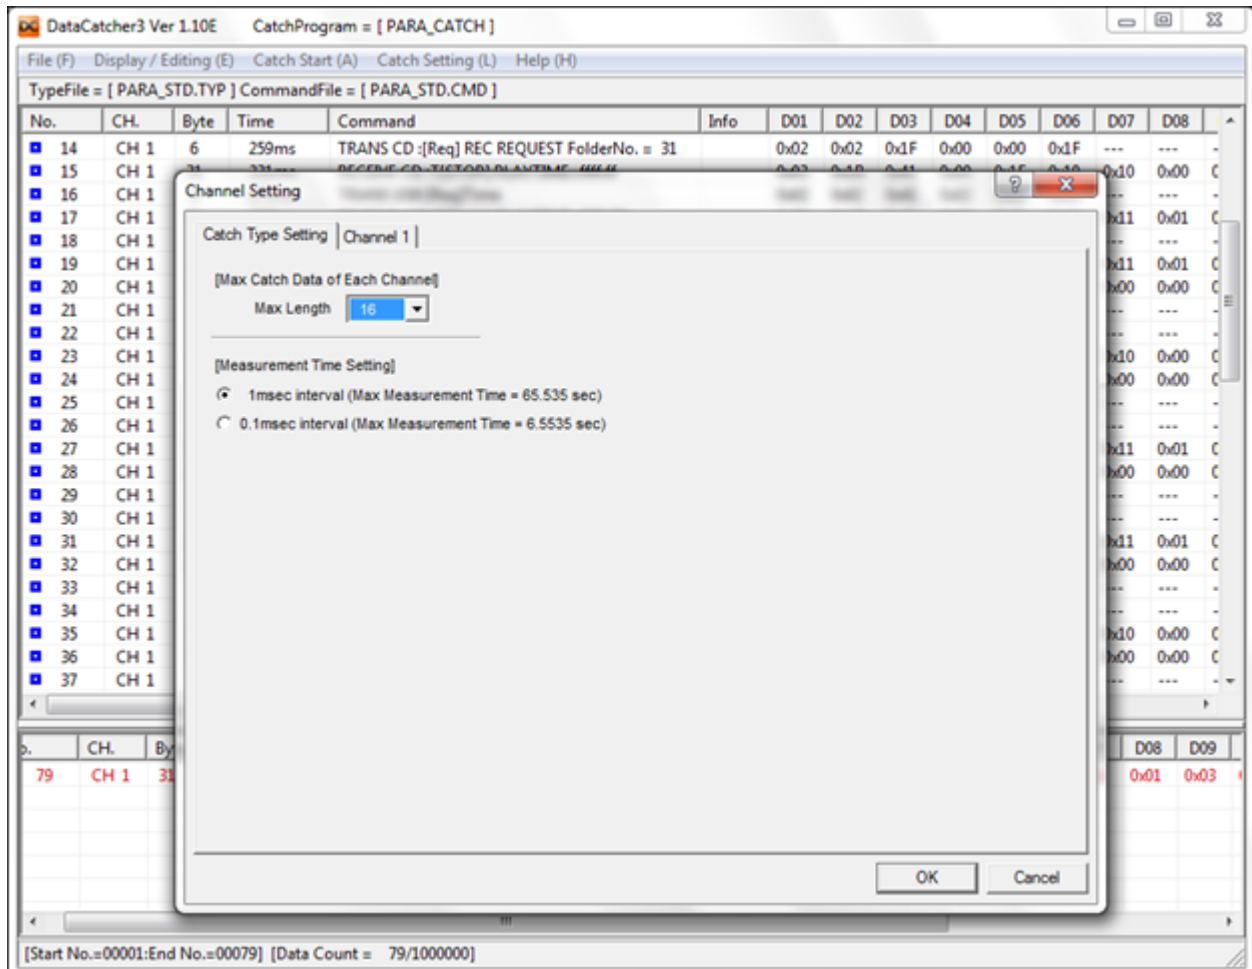 DataCatcher3 Ver 1.10E CatchProgram = [ PARA_CATCH ]
File (F) Display / Editing (E) Catch Start (A) Catch Setting (L) Help (H)
TypeFile = [ PARA_STD.TYP ] CommandFile = [ PARA_STD.CMD ]
No. CH. Byte Time Command Info D01 D02 D03 D04 D05 D06 D07 D08
14 CH 1 6 259ms TRANS CD :[Req] REC REQUEST FolderNo. = 31 0x02 0x02 0x1F 0x00 0x00 0x1F --- ---
15 CH 1 0x00
16 CH 1 ---
17 CH 1 0x01
18 CH 1 ---
19 CH 1 0x01
20 CH 1 0x00
21 CH 1 ---
22 CH 1 ---
23 CH 1 0x00
24 CH 1 0x00
25 CH 1 ---
26 CH 1 ---
27 CH 1 0x01
28 CH 1 0x00
29 CH 1 ---
30 CH 1 ---
31 CH 1 0x01
32 CH 1 0x00
33 CH 1 ---
34 CH 1 ---
35 CH 1 0x00
36 CH 1 0x00
37 CH 1 ---
Channel Setting
Catch Type Setting Channel 1
[Max Catch Data of Each Channel]
Max Length 16
[Measurement Time Setting]
1msec interval (Max Measurement Time = 65.535 sec)
0.1msec interval (Max Measurement Time = 6.5535 sec)
OK Cancel
CH. D08 D09
79 CH 1 31 0x01 0x03
[Start No.=00001:End No.=00079] [Data Count = 79/1000000]